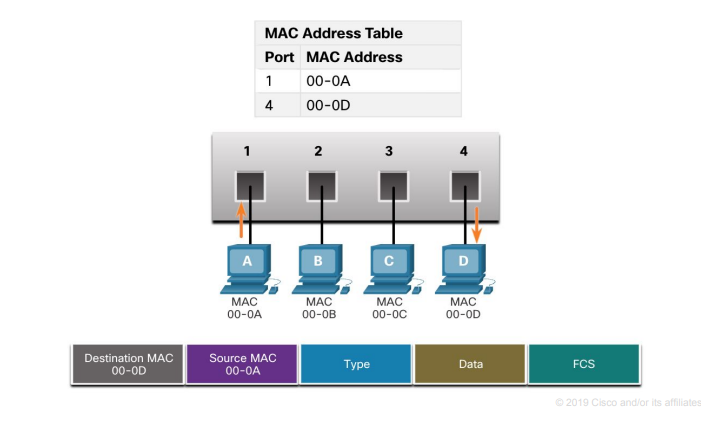 MAC Address Table
Port MAC Address
1 00-0A
4 00-0D
1 2 3 4
A B C D
MAC MAC MAC MAC
00-0A 00-0B 00-0C 00-0D
Destination MAC Source MAC Type Data FCS
00-0D 00-0A
© 2019 Cisco and/or its affiliates